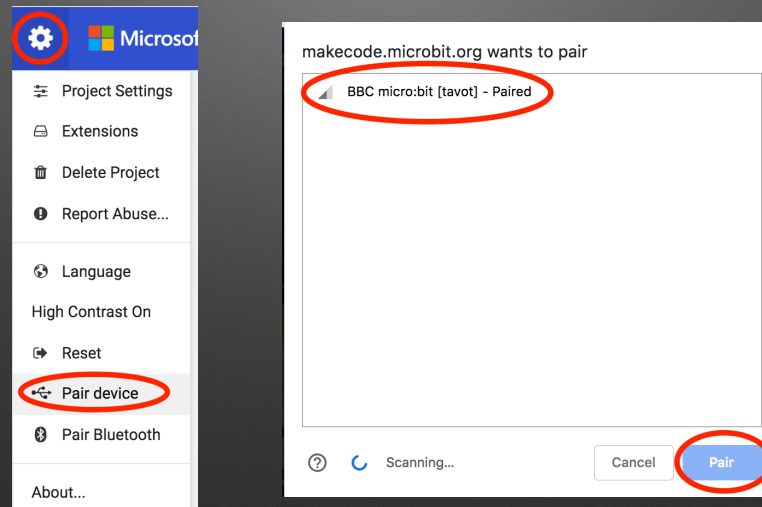 Microsof
Project Settings
Extensions
Delete Project
Report Abuse...
Language
High Contrast On
Reset
Pair device
Pair Bluetooth
About...
makecode.microbit.org wants to pair
BBC micro:bit [tavot] - Paired
Scanning...
Cancel
Pair